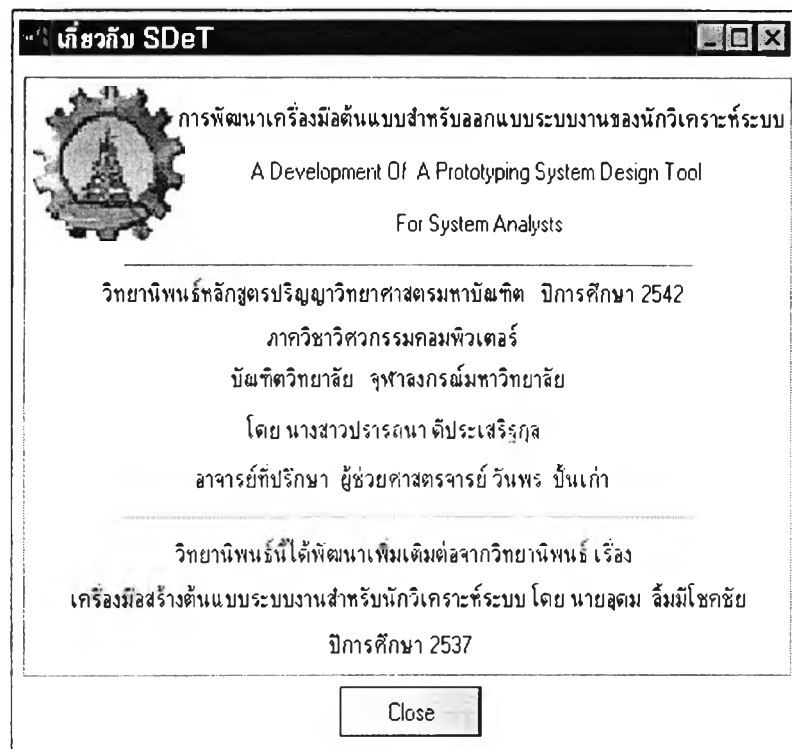 เกี่ยวกับ SDeT
การพัฒนาเครื่องมือต้นแบบสำหรับออกแบบระบบงานของนักวิเคราะห์ระบบ
A Development Of A Prototyping System Design Tool
For System Analysts
วิทยานิพนธ์หลักสูตรปริญญาวิทยาศาสตรมหาบัณฑิต ปีการศึกษา 2542
ภาควิชาวิศวกรรมคอมพิวเตอร์
บัณฑิตวิทยาลัย จุฬาลงกรณ์มหาวิทยาลัย
โดย นางสาวปรารถนา ดีประเสริฐกุล
อาจารย์ที่ปรึกษา ผู้ช่วยศาสตรจารย์ วันพร ปั้นเก่า
วิทยานิพนธ์นี้ได้พัฒนาเพิ่มเติมต่อจากวิทยานิพนธ์ เรื่อง
เครื่องมือสร้างต้นแบบระบบงานสำหรับนักวิเคราะห์ระบบ โดย นายอุดม ลิ้มมีโชคชัย
ปีการศึกษา 2537
Close